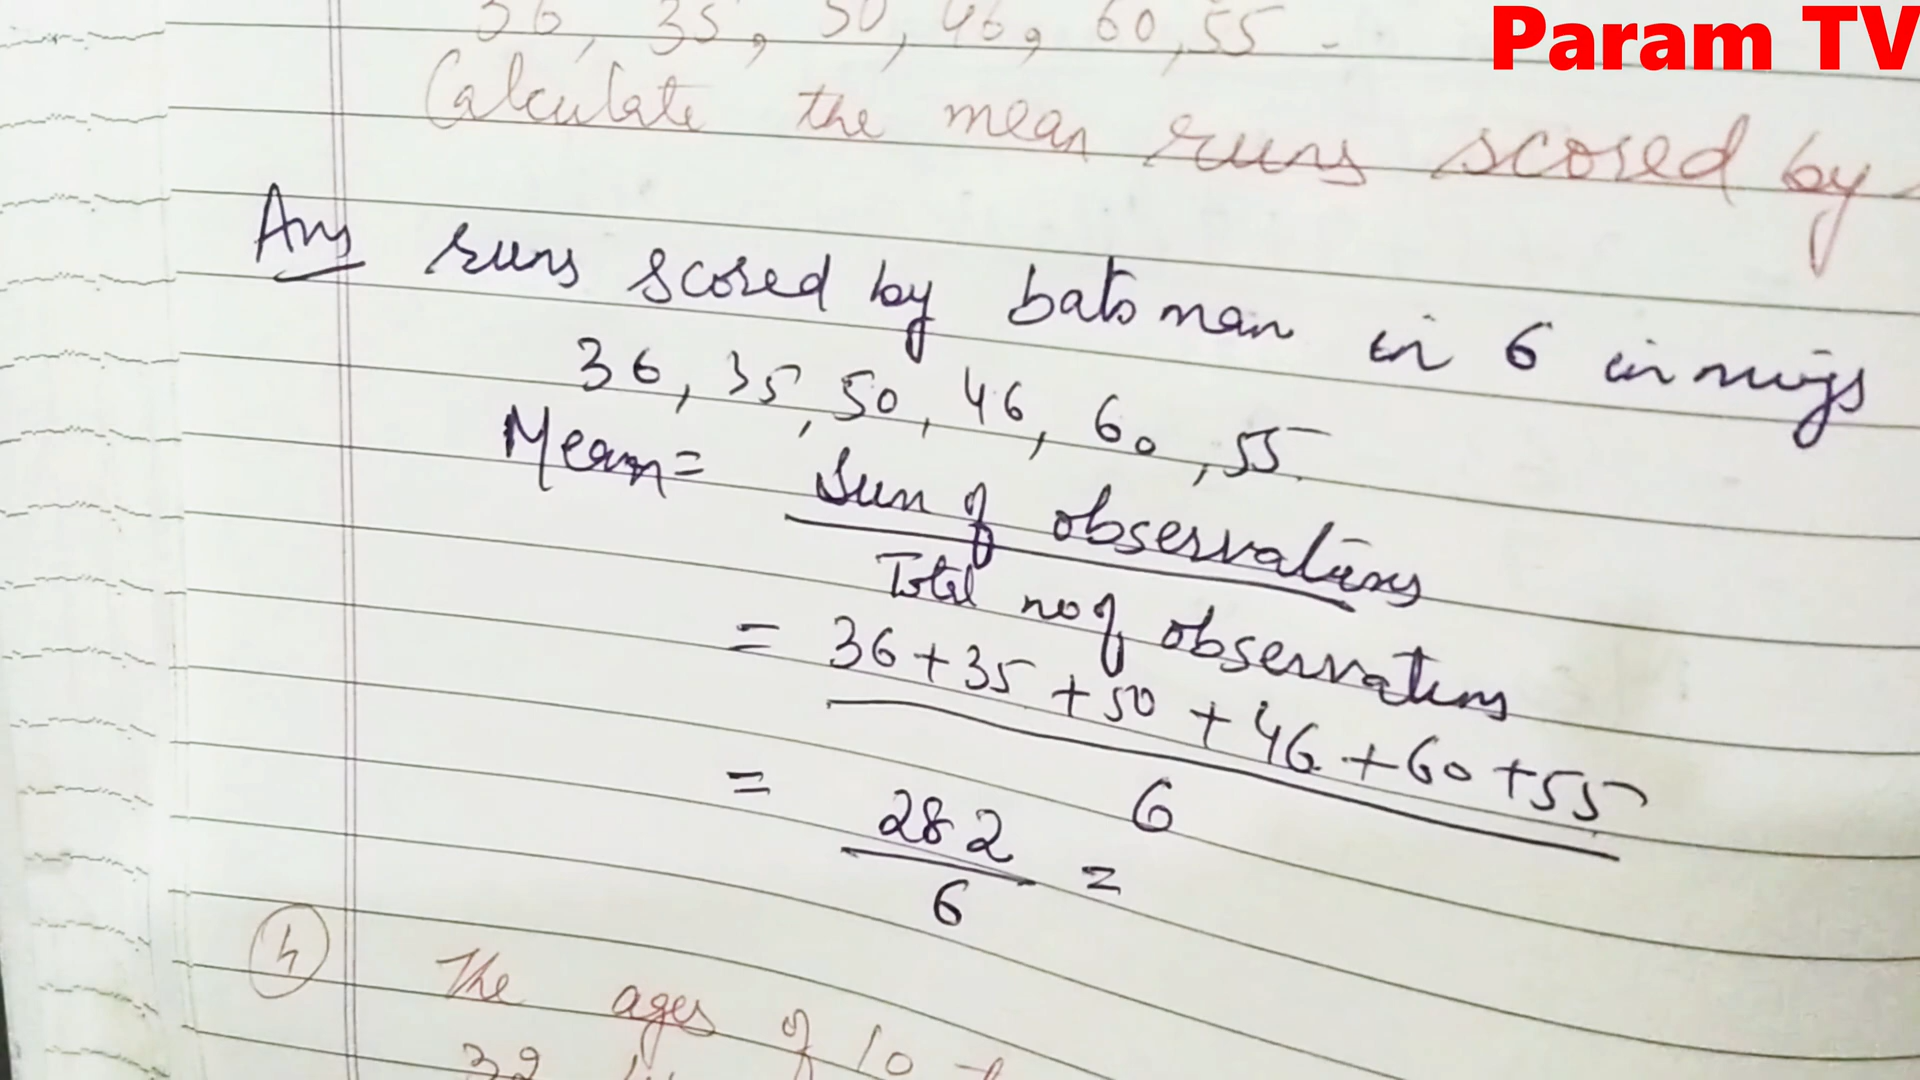 Param TV
36, 35, 50, 46, 60, 55
Calculate the mean runs scored by
Ans runs scored by batsman in 6 innings
36, 35, 50, 46, 60, 55
Mean = Sum of observations
Total no of observations
= 36 + 35 + 50 + 46 + 60 + 55
6
= 282
6 =
4 The ages of 10
32